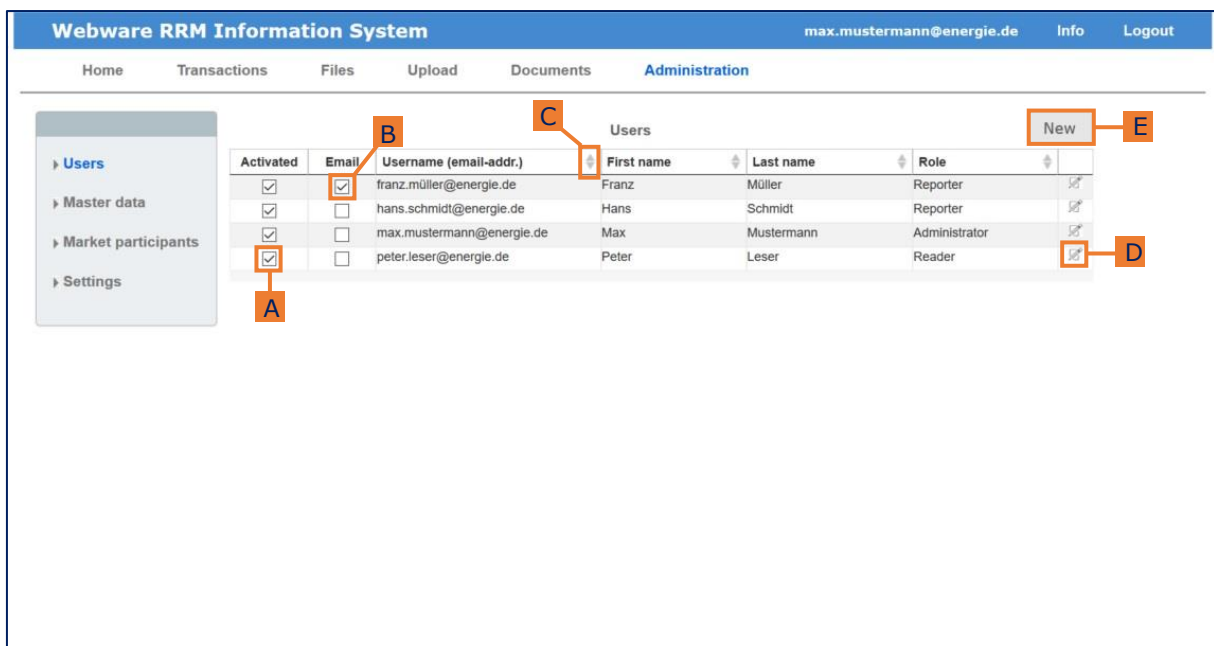 Webware RRM Information System max.mustermann@energie.de Info Logout
Home Transactions Files Upload Documents Administration
B C Users New E
Users Activated Email Username (email-addr.) First name Last name Role
franz.müller@energie.de Franz Müller Reporter
Master data hans.schmidt@energie.de Hans Schmidt Reporter
Market participants max.mustermann@energie.de Max Mustermann Administrator
peter.leser@energie.de Peter Leser Reader D
Settings
A